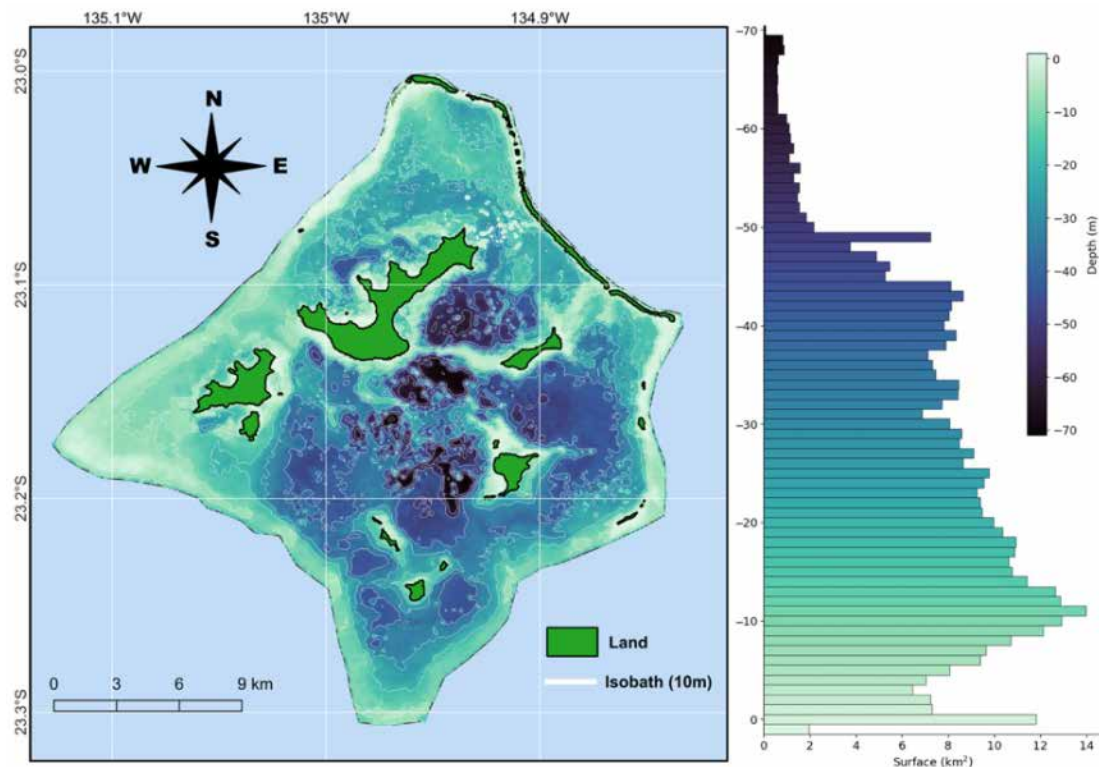 135.1°W
135°W
134.9°W
23.0°S
23.1°S
23.2°S
23.3°S
N
W
E
S
0
3
6
9 km
Land
Isobath (10m)
−70
−60
−50
−40
−30
−20
−10
0
0
2
4
6
8
10
12
14
Surface (km²)
0
−10
−20
−30
−40
−50
−60
−70
Depth (m)